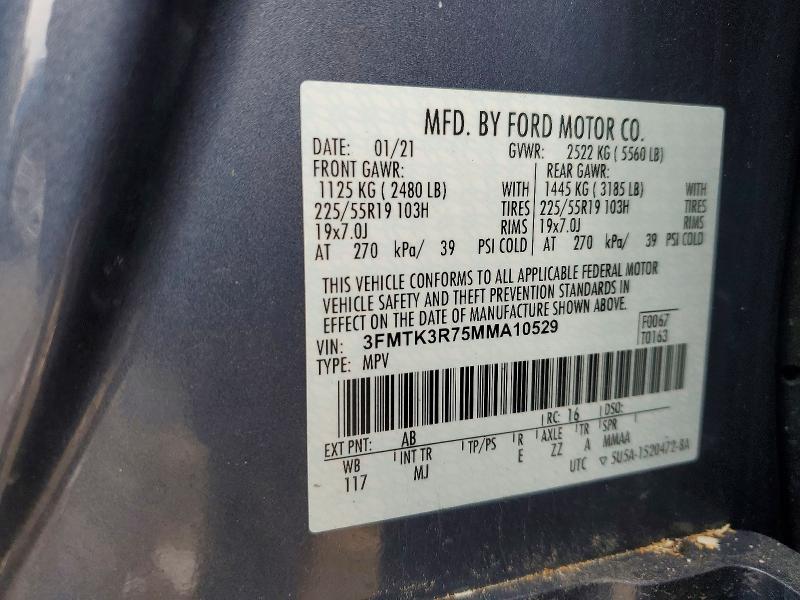 MFD. BY FORD MOTOR CO.
DATE: 01/21 GVWR: 2522 KG ( 5560 LB)
FRONT GAWR: REAR GAWR:
1125 KG ( 2480 LB) WITH 1445 KG ( 3185 LB) WITH
225/55R19 103H TIRES 225/55R19 103H TIRES
19x7.0J RIMS 19x7.0J RIMS
AT 270 kPa/ 39 PSI COLD AT 270 kPa/ 39 PSI COLD
THIS VEHICLE CONFORMS TO ALL APPLICABLE FEDERAL MOTOR
VEHICLE SAFETY AND THEFT PREVENTION STANDARDS IN
EFFECT ON THE DATE OF MANUFACTURE SHOWN ABOVE.
VIN: 3FMTK3R75MMA10529 F0067
TYPE: MPV T0163
RC: 16 DSO:
EXT PNT: AB
WB INT TR TP/PS R AXLE TR SPR
117 MJ E ZZ A MMAA
UTC ▽ 5U5A-1520472-BA